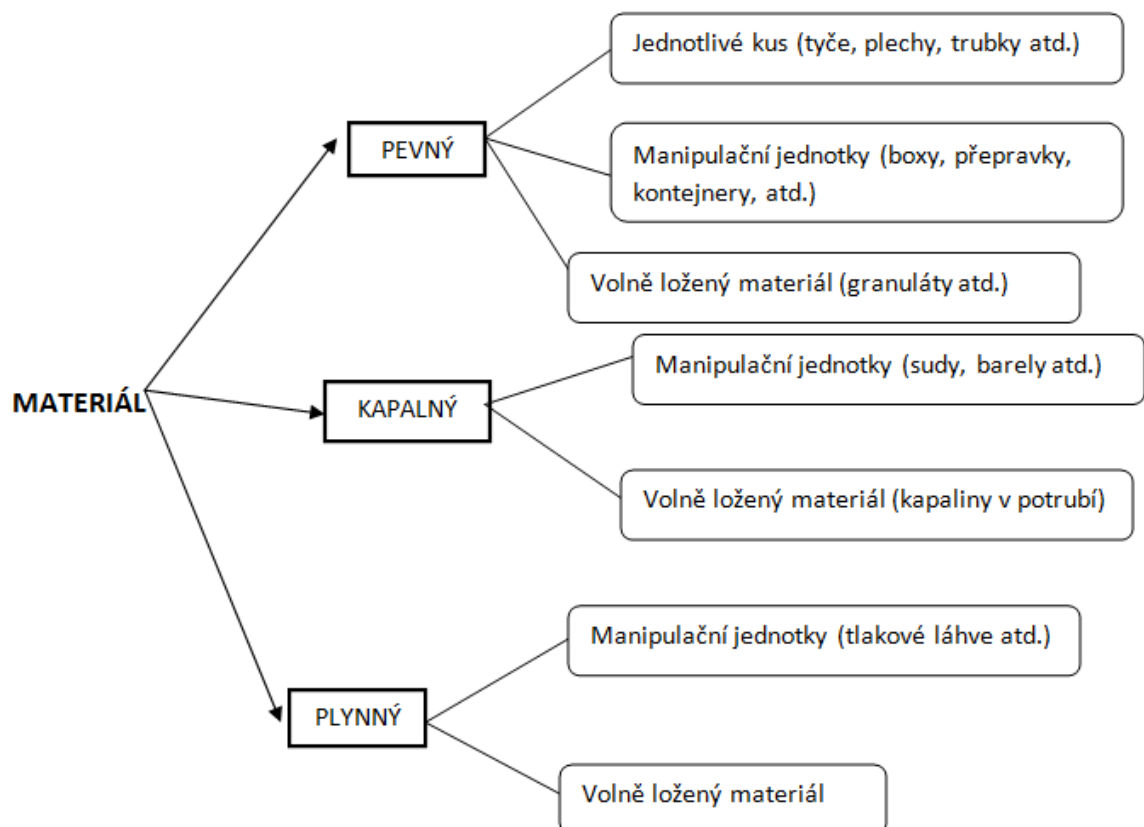 Jednotlivé kus (tyče, plechy, trubky atd.)
PEVNÝ
Manipulační jednotky (boxy, přepravky,
kontejnery, atd.)
Volně ložený materiál (granuláty atd.)
Manipulační jednotky (sudy, barely atd.)
MATERIÁL
KAPALNÝ
Volně ložený materiál (kapaliny v potrubí)
Manipulační jednotky (tlakové láhve atd.)
PLYNNÝ
Volně ložený materiál